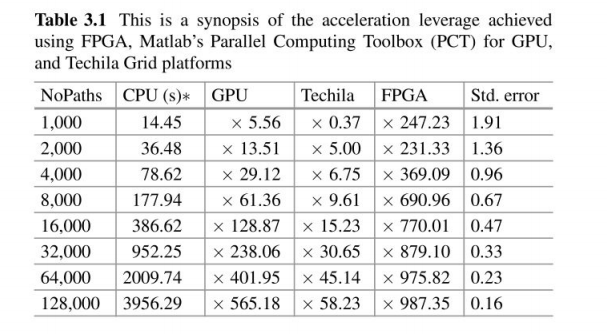 Table 3.1 This is a synopsis of the acceleration leverage achieved
using FPGA, Matlab's Parallel Computing Toolbox (PCT) for GPU,
and Techila Grid platforms
NoPaths CPU (s)* GPU Techila FPGA Std. error
1,000 14.45 × 5.56 × 0.37 × 247.23 1.91
2,000 36.48 × 13.51 × 5.00 × 231.33 1.36
4,000 78.62 × 29.12 × 6.75 × 369.09 0.96
8,000 177.94 × 61.36 × 9.61 × 690.96 0.67
16,000 386.62 × 128.87 × 15.23 × 770.01 0.47
32,000 952.25 × 238.06 × 30.65 × 879.10 0.33
64,000 2009.74 × 401.95 × 45.14 × 975.82 0.23
128,000 3956.29 × 565.18 × 58.23 × 987.35 0.16